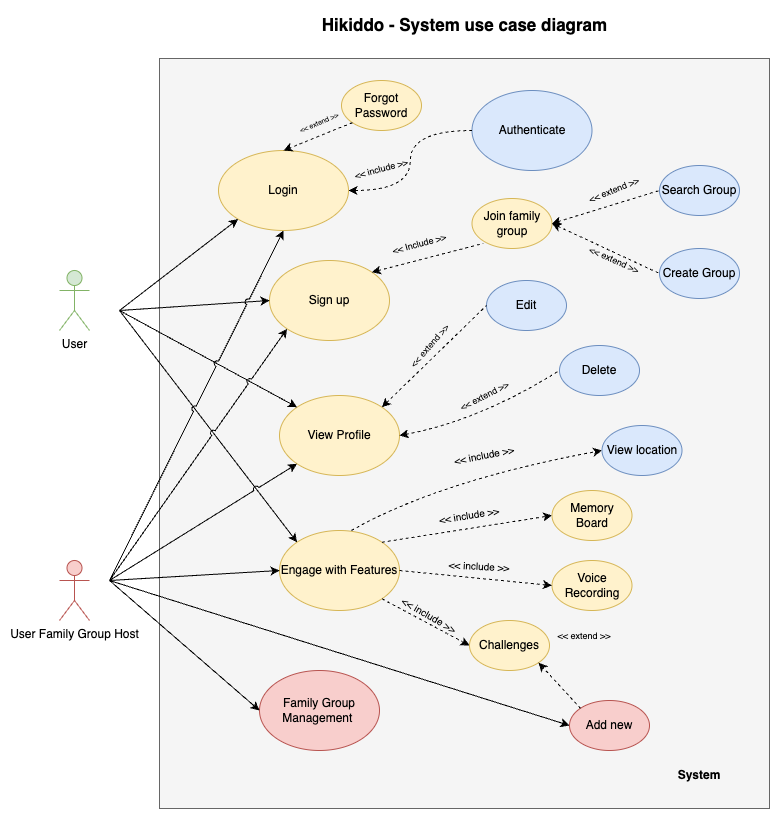 Hikiddo - System use case diagram
Forgot
Password
<< extend >>
Authenticate
<< include >>
Login
Search Group
<< extend >>
Join family
group
<< Include >>
<< extend >>
Create Group
Sign up
Edit
User
<< extend >>
Delete
<< extend >>
View Profile
View location
<< include >>
Memory
Board
<< include >>
Engage with Features
<< include >>
Voice
Recording
<< include >>
User Family Group Host
Challenges
<< extend >>
Family Group
Management
Add new
System